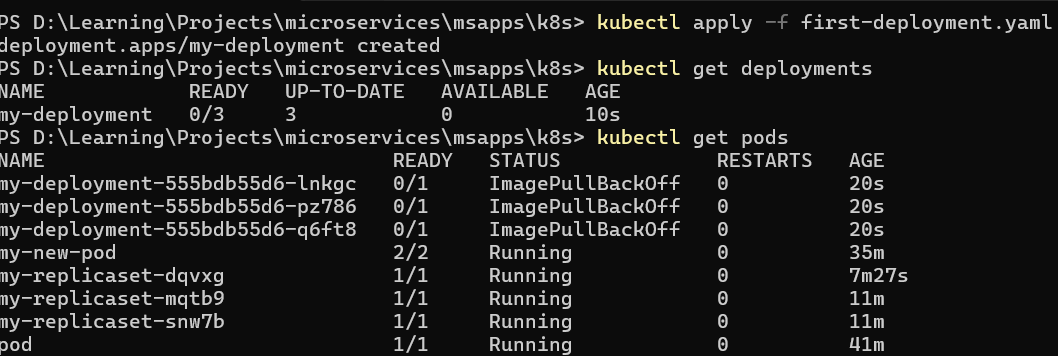 PS D:\Learning\Projects\microservices\msapps\k8s> kubectl apply -f first-deployment.yaml
deployment.apps/my-deployment created
PS D:\Learning\Projects\microservices\msapps\k8s> kubectl get deployments
NAME READY UP-TO-DATE AVAILABLE AGE
my-deployment 0/3 3 0 10s
PS D:\Learning\Projects\microservices\msapps\k8s> kubectl get pods
NAME READY STATUS RESTARTS AGE
my-deployment-555bdb55d6-lnkgc 0/1 ImagePullBackOff 0 20s
my-deployment-555bdb55d6-pz786 0/1 ImagePullBackOff 0 20s
my-deployment-555bdb55d6-q6ft8 0/1 ImagePullBackOff 0 20s
my-new-pod 2/2 Running 0 35m
my-replicaset-dqvxg 1/1 Running 0 7m27s
my-replicaset-mqtb9 1/1 Running 0 11m
my-replicaset-snw7b 1/1 Running 0 11m
pod 1/1 Running 0 41m